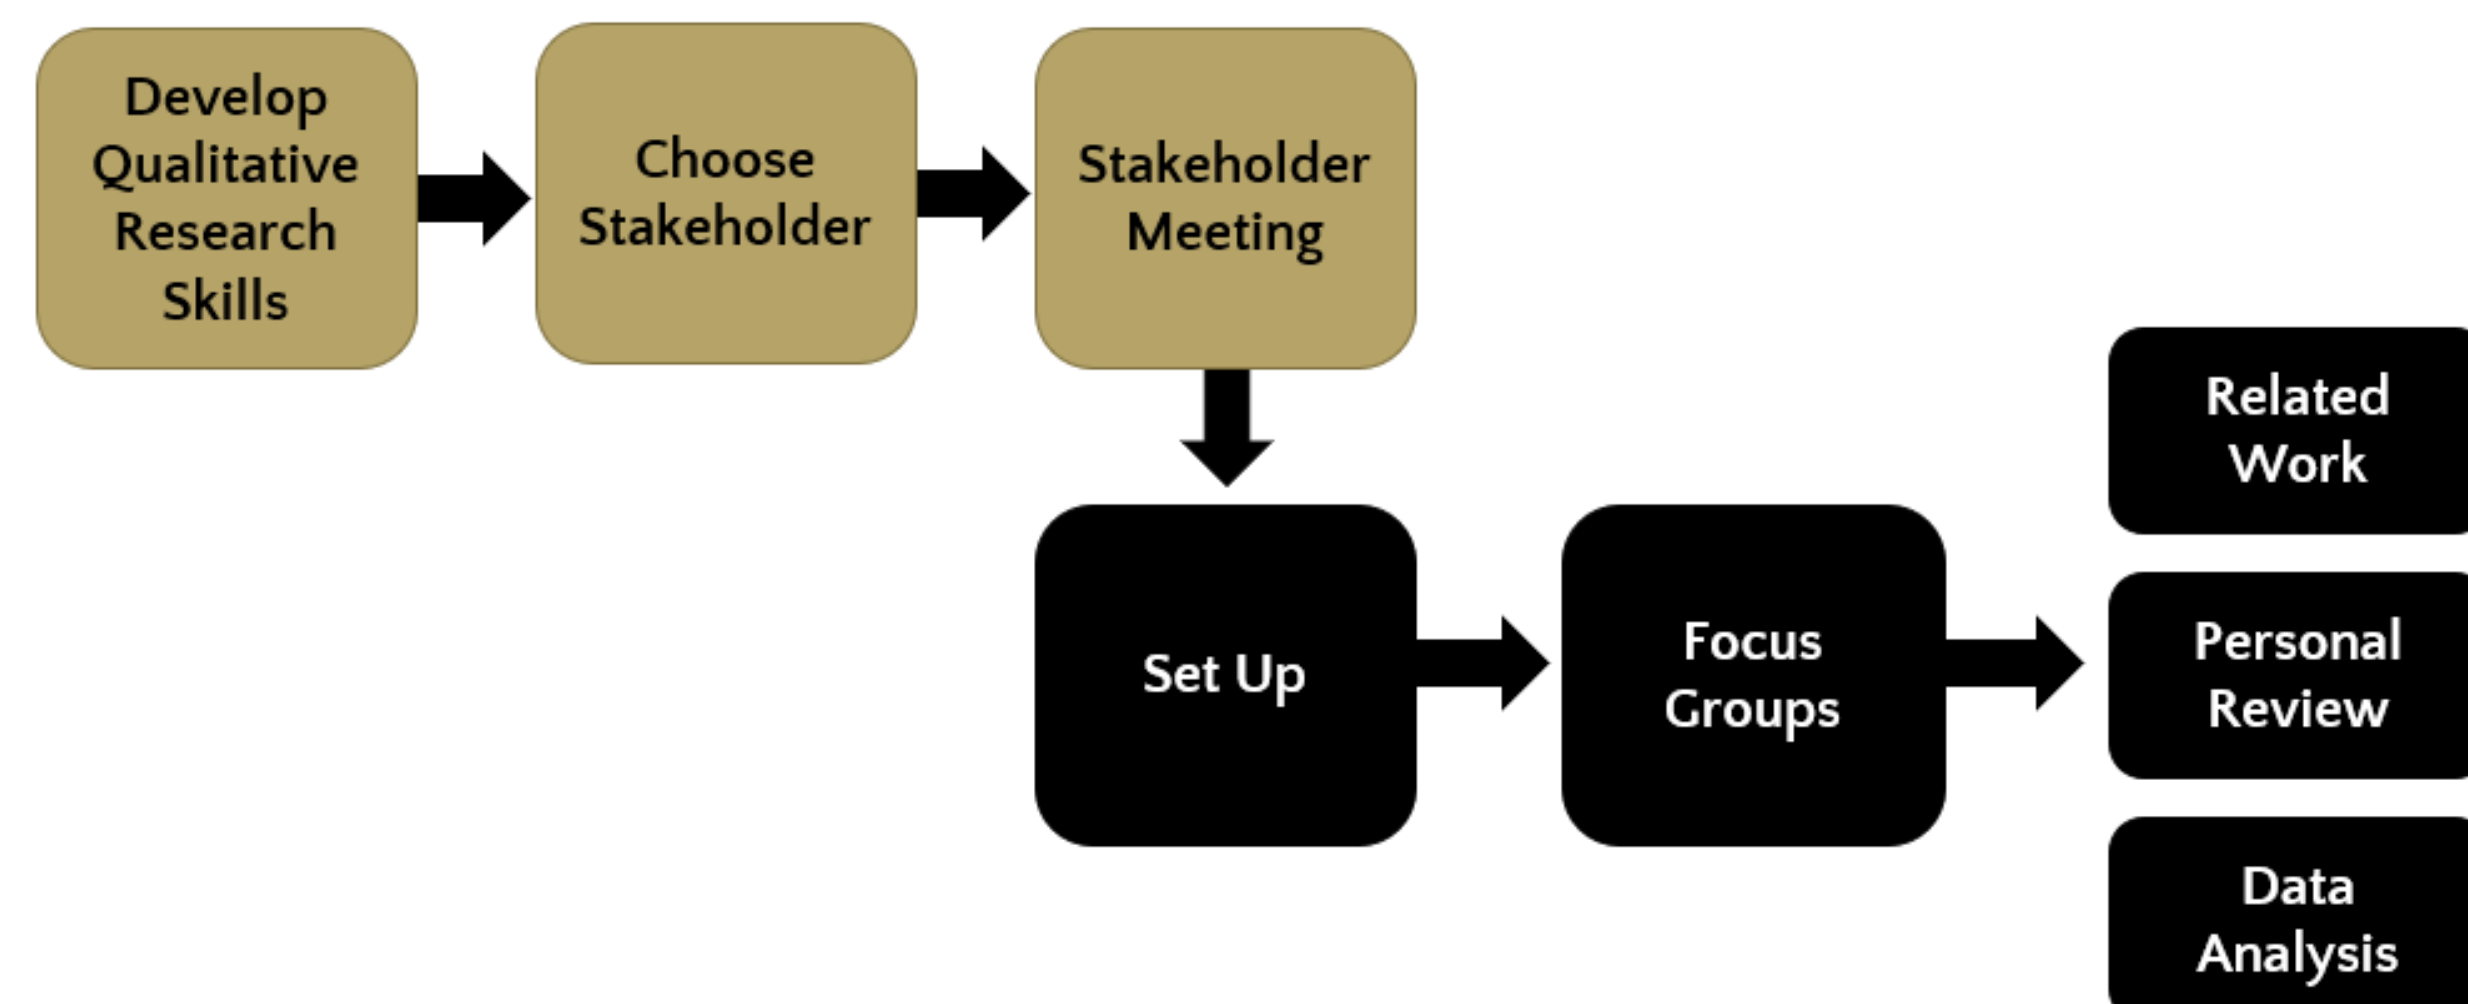 Develop
Qualitative
Research
Skills
Choose
Stakeholder
Stakeholder
Meeting
Set Up
Focus
Groups
Related
Work
Personal
Review
Data
Analysis